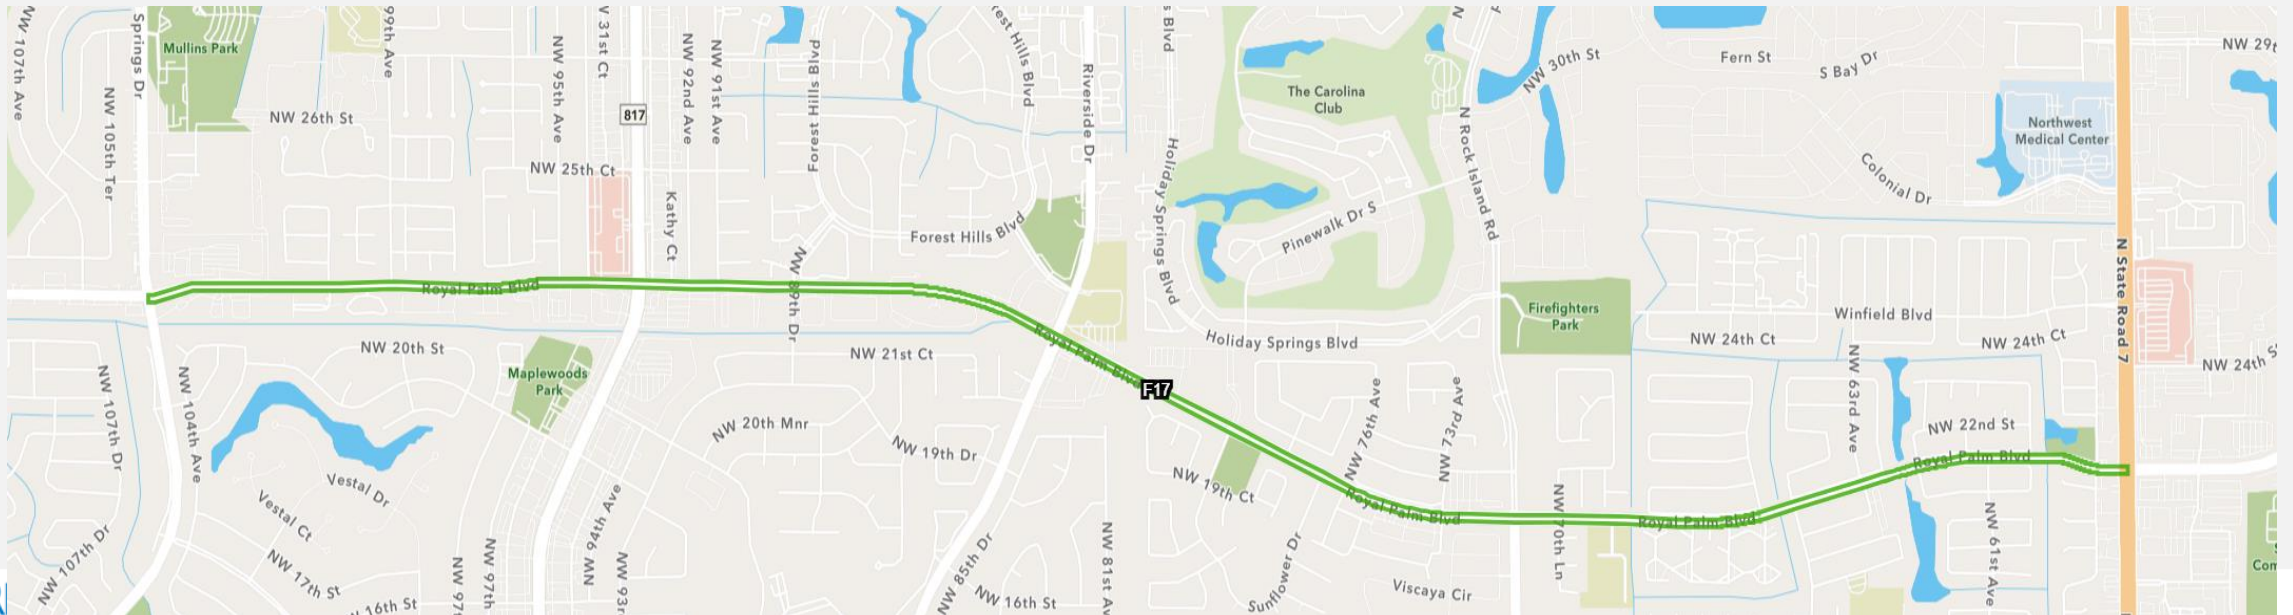 NW 107th Ave
Springs Dr
Mullins Park
99th Ave
NW 105th Ter
NW 26th St
NW 95th Ave
31st Ct
817
NW 92nd Ave
NW 91st Ave
Forest Hills Blvd
est Hills Blvd
Riverside Dr
s Blvd
The Carolina
Club
N Rock Island Rd
NW 30th St
Fern St
S Bay Dr
Northwest
Medical Center
NW 29t
Colonial Dr
NW 25th Ct
Kathy Ct
Forest Hills Blvd
Holiday Springs Blvd
Pinewalk Dr S
N State Road 7
Royal Palm Blvd
NW 89th Dr
Firefighters
Park
Winfield Blvd
Holiday Springs Blvd
NW 24th Ct
NW 24th Ct
NW 24th S
Royal Palm Blvd
NW 20th St
NW 21st Ct
Maplewoods
Park
F17
NW 107th Dr
NW 104th Ave
NW 76th Ave
NW 73rd Ave
NW 63rd Ave
NW 22nd St
NW 20th Mnr
NW 19th Dr
Royal Palm Blvd
Vestal Dr
NW 19th Ct
Vestal Ct
Royal Palm Blvd
Royal Palm Blvd
NW 94th Ave
NW 70th Ln
NW 61st Ave
NW 107th Dr
NW 17th St
NW 97t
NW 97th
NW 93r
NW 85th Dr
NW 81st Av
Sunflower Dr
Viscaya Cir
16th St
NW 16th St
Com